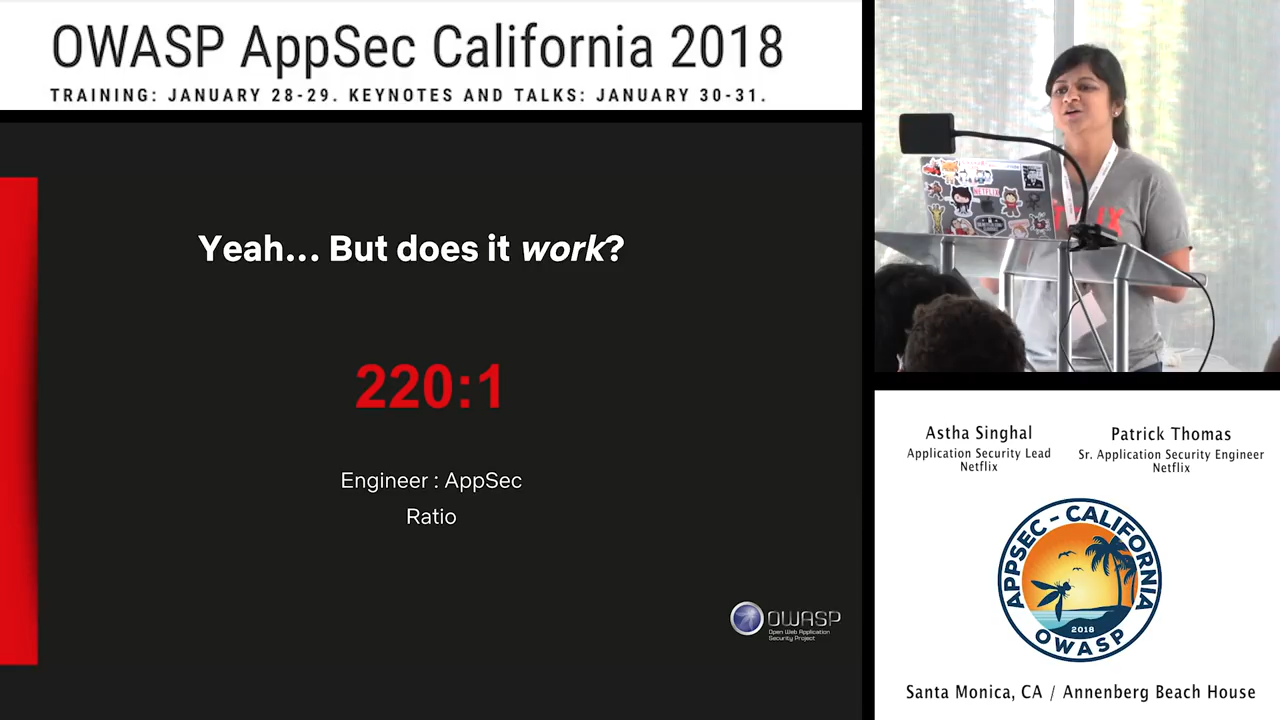 OWASP AppSec California 2018
TRAINING: JANUARY 28-29. KEYNOTES AND TALKS: JANUARY 30-31.
Yeah... But does it work?
220:1
Engineer : AppSec
Ratio
OWASP
Open Web Application
Security Project
NETFLIX
Astha Singhal
Application Security Lead
Netflix
Patrick Thomas
Sr. Application Security Engineer
Netflix
APPSEC - CALIFORNIA
2018
OWASP
Santa Monica, CA / Annenberg Beach House